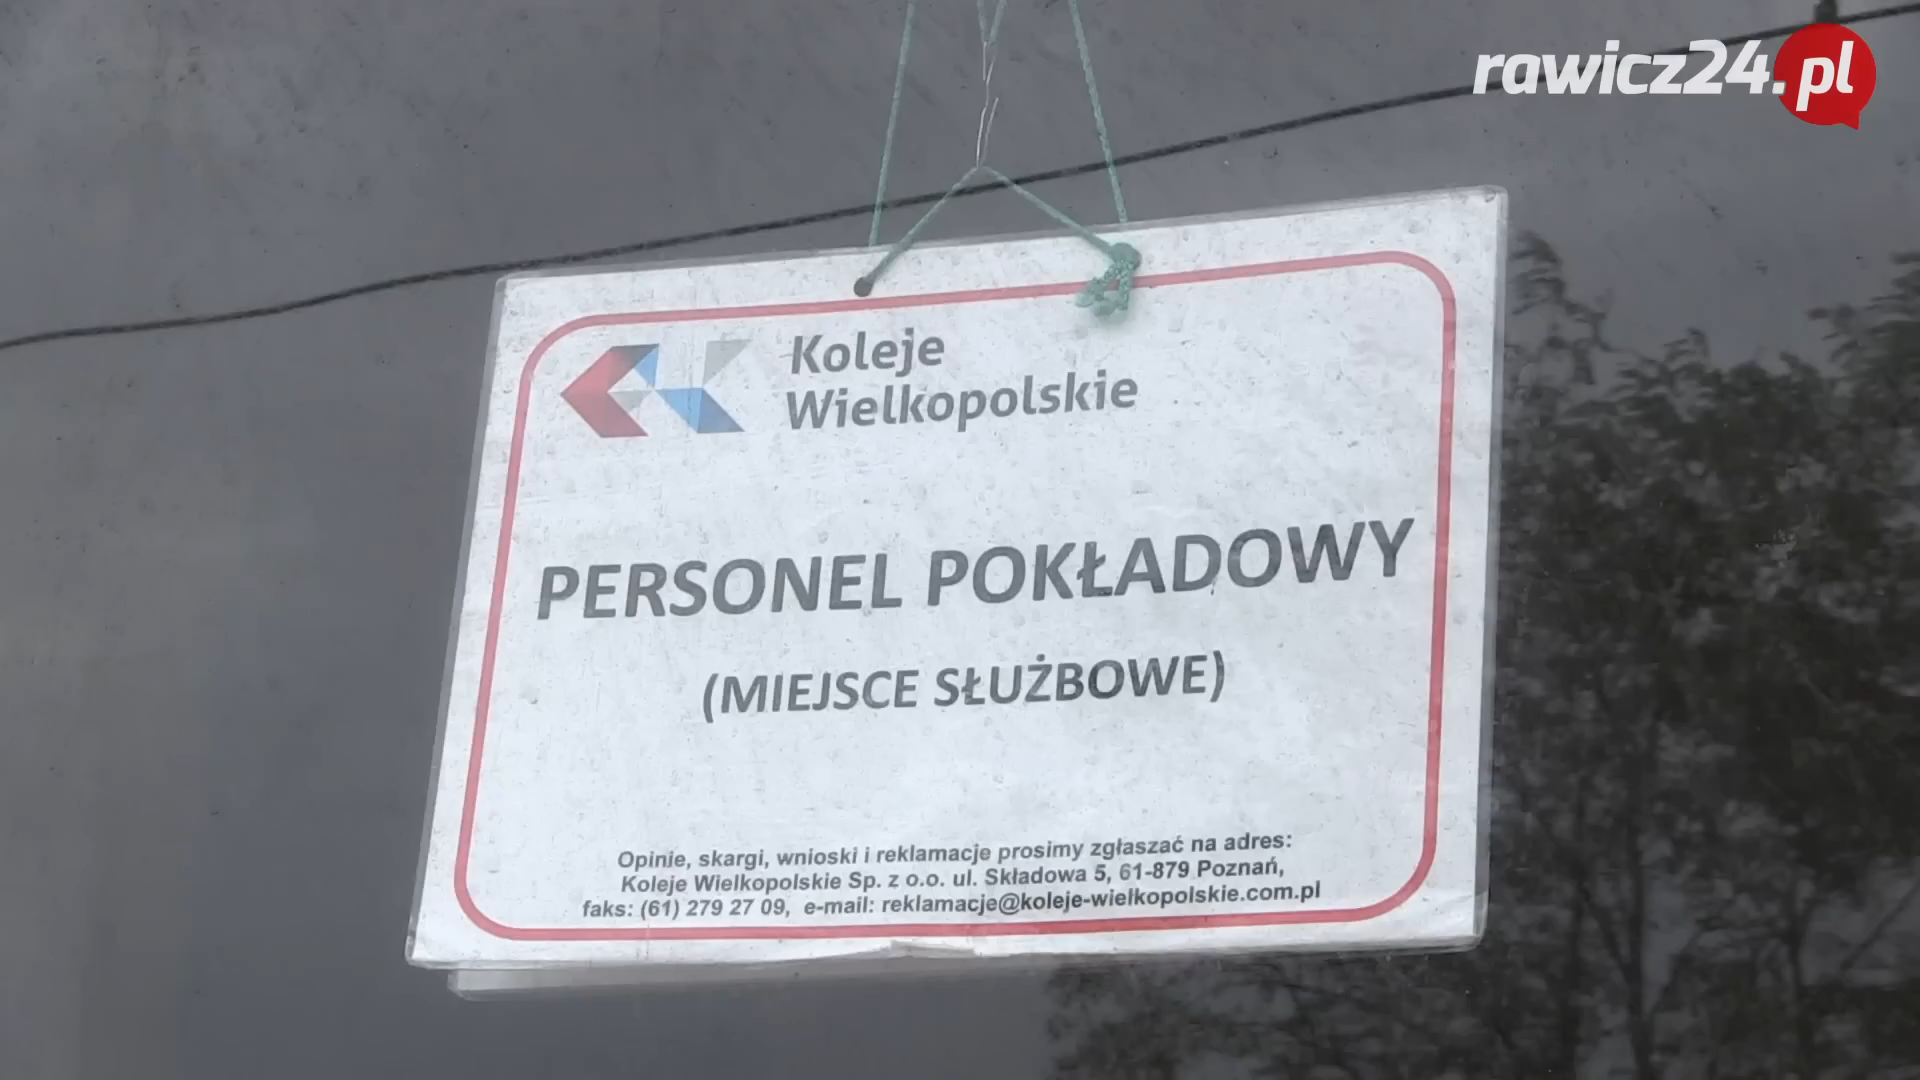 rawicz24.pl
Koleje
Wielkopolskie
PERSONEL POKŁADOWY
(MIEJSCE SŁUŻBOWE)
Opinie, skargi, wnioski i reklamacje prosimy zgłaszać na adres:
Koleje Wielkopolskie Sp. z o.o. ul. Składowa 5, 61-879 Poznań,
faks: (61) 279 27 09, e-mail: reklamacje@koleje-wielkopolskie.com.pl